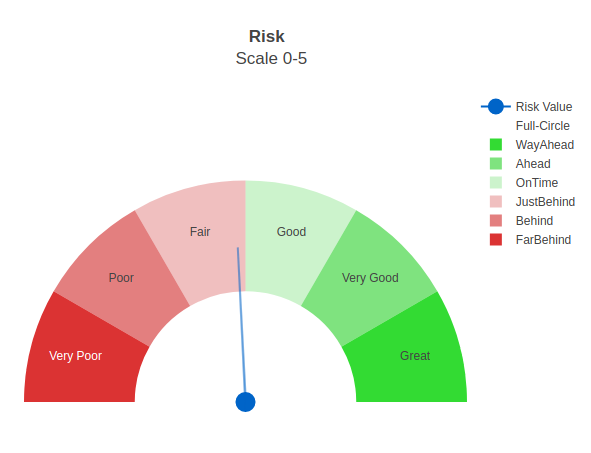 Risk
Scale 0-5
Risk Value
Full-Circle
WayAhead
Ahead
OnTime
JustBehind
Behind
FarBehind
Fair
Good
Poor
Very Good
Very Poor
Great